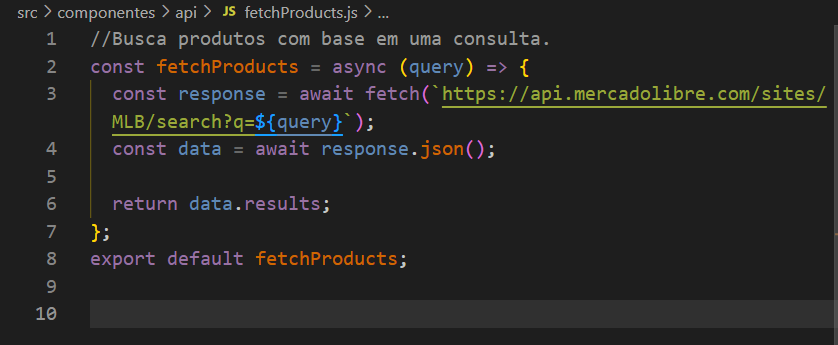 src > componentes > api > JS fetchProducts.js > ...
1 //Busca produtos com base em uma consulta.
2 const fetchProducts = async (query) => {
3 const response = await fetch(`https://api.mercadolibre.com/sites/
MLB/search?q=${query}`);
4 const data = await response.json();
5
6 return data.results;
7 };
8 export default fetchProducts;
9
10